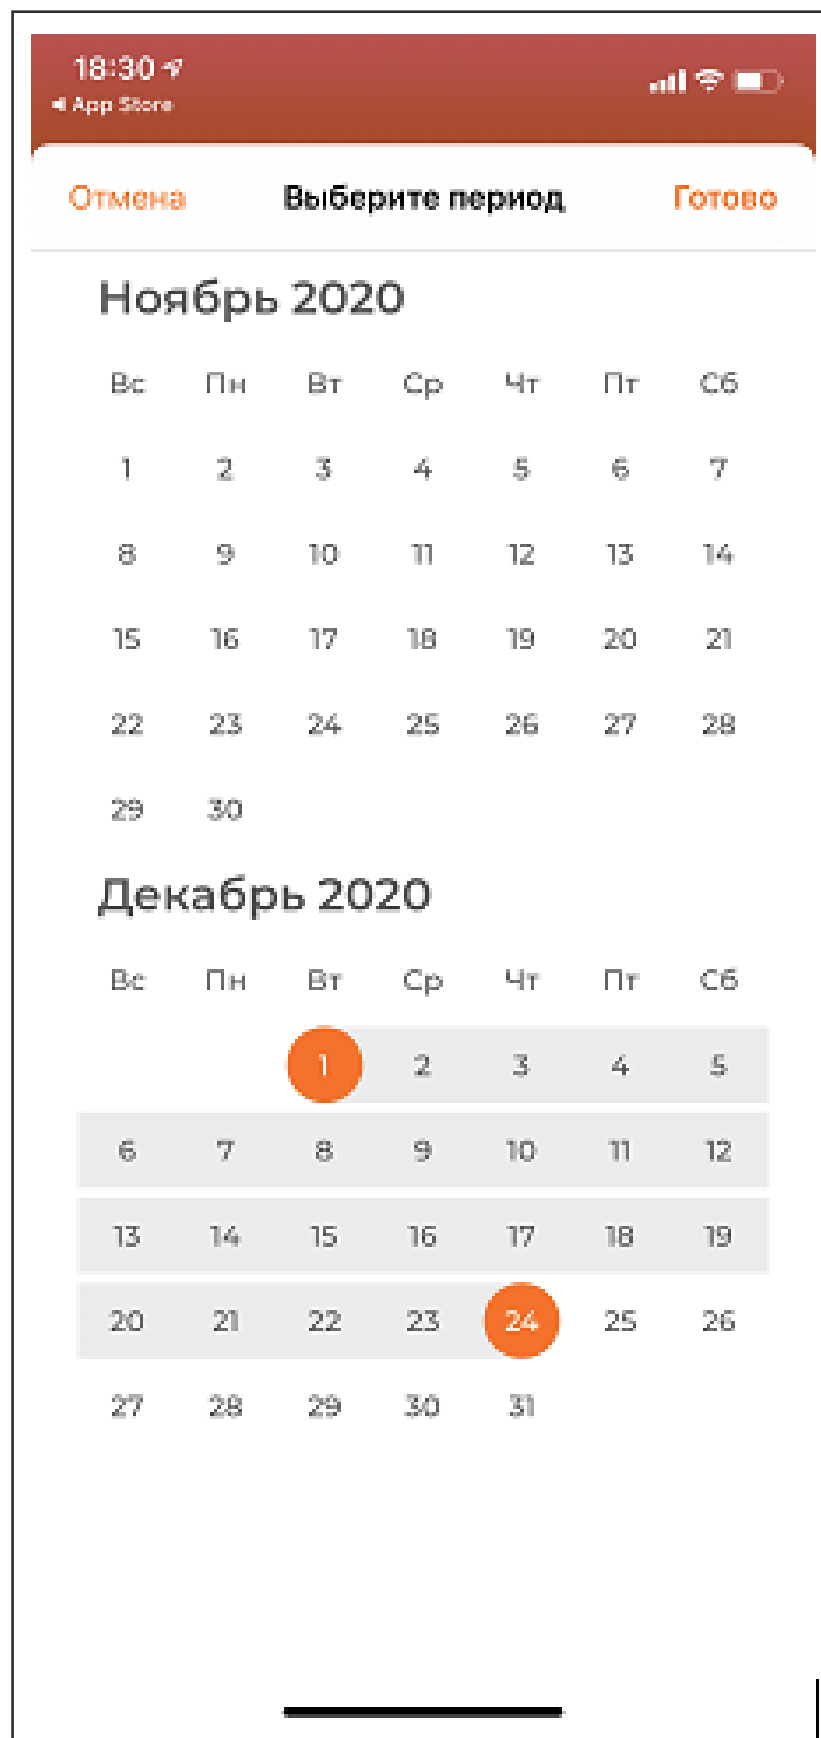 18:30
App Store
Отмена Выберите период Готово
Ноябрь 2020
Вс Пн Вт Ср Чт Пт Сб
1 2 3 4 5 6 7
8 9 10 11 12 13 14
15 16 17 18 19 20 21
22 23 24 25 26 27 28
29 30
Декабрь 2020
Вс Пн Вт Ср Чт Пт Сб
1 2 3 4 5
6 7 8 9 10 11 12
13 14 15 16 17 18 19
20 21 22 23 24 25 26
27 28 29 30 31